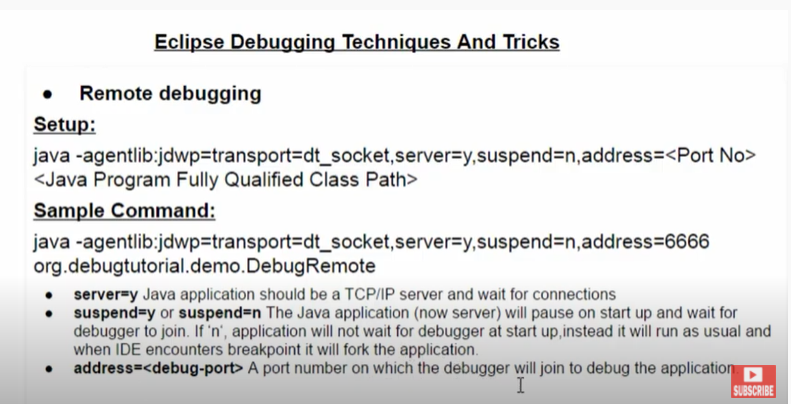 Eclipse Debugging Techniques And Tricks
● Remote debugging
Setup:
java -agentlib:jdwp=transport=dt_socket,server=y,suspend=n,address=<Port No>
<Java Program Fully Qualified Class Path>
Sample Command:
java -agentlib:jdwp=transport=dt_socket,server=y,suspend=n,address=6666
org.debugtutorial.demo.DebugRemote
● server=y Java application should be a TCP/IP server and wait for connections
● suspend=y or suspend=n The Java application (now server) will pause on start up and wait for
debugger to join. If 'n', application will not wait for debugger at start up,instead it will run as usual and
when IDE encounters breakpoint it will fork the application.
● address=<debug-port> A port number on which the debugger will join to debug the application.
SUBSCRIBE